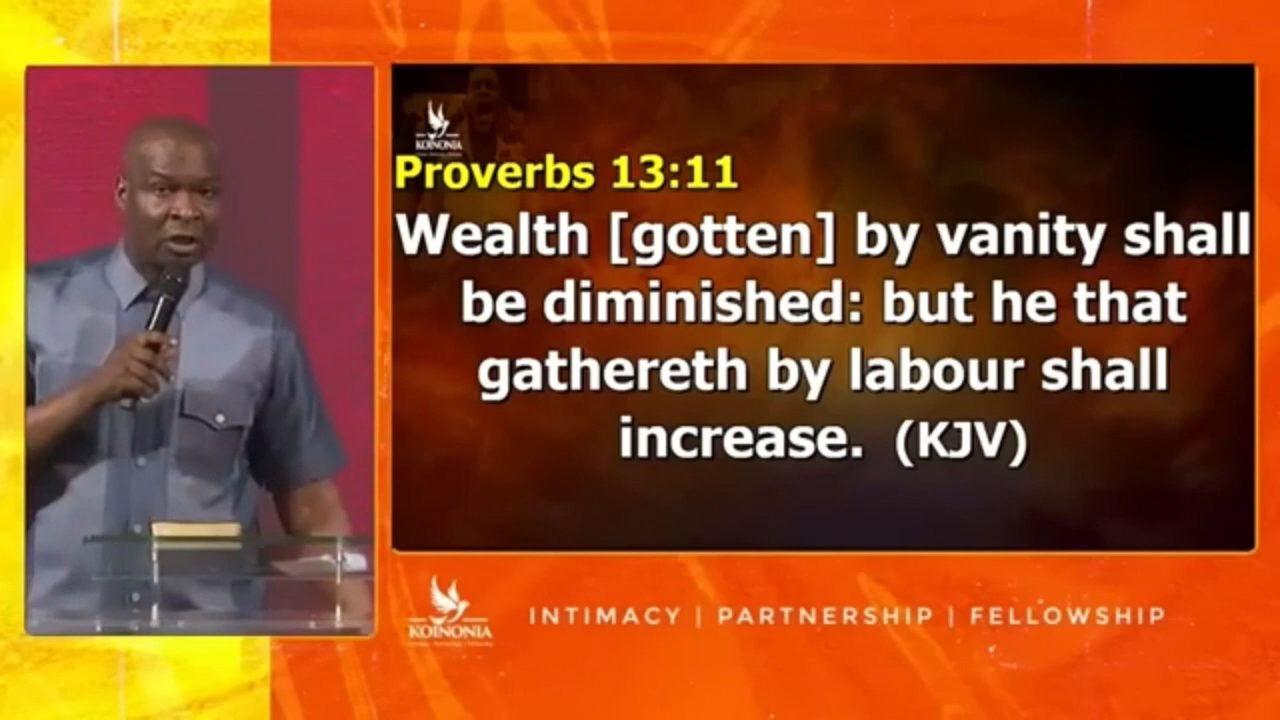 KOINONIA
Proverbs 13:11
Wealth [gotten] by vanity shall
be diminished: but he that
gathereth by labour shall
increase. (KJV)
KOINONIA
INTIMACY | PARTNERSHIP | FELLOWSHIP